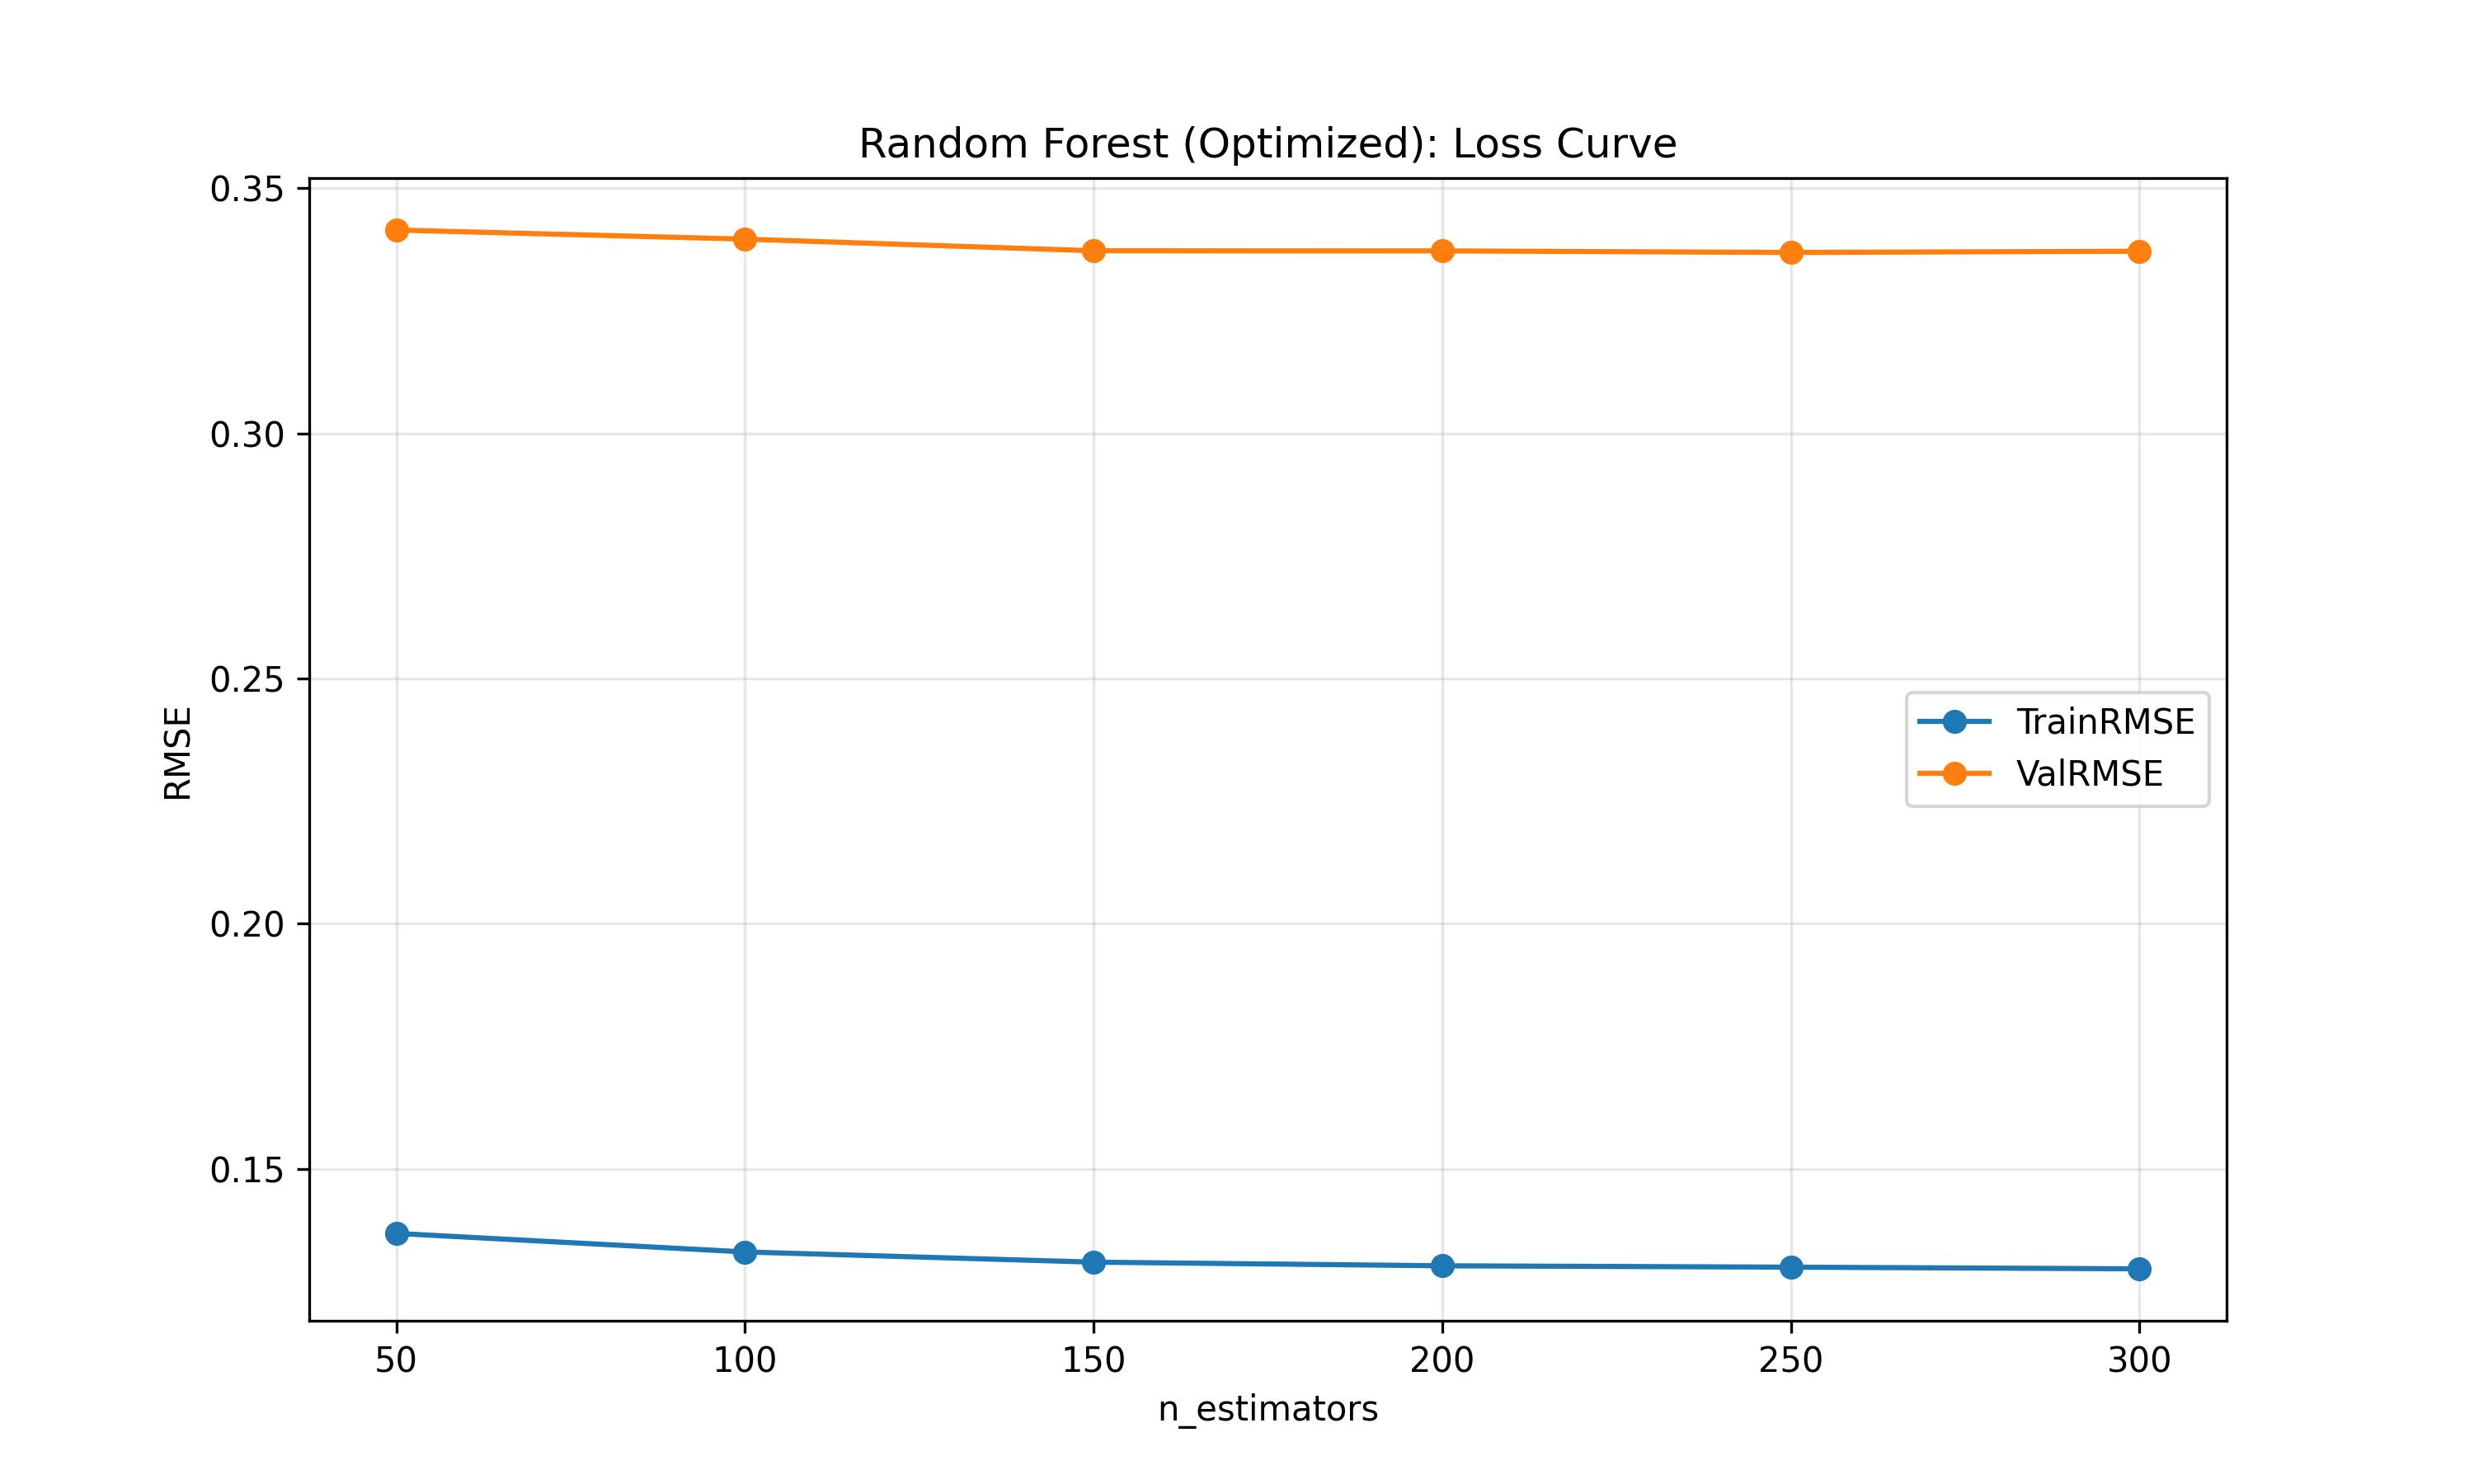 Random Forest (Optimized): Loss Curve
0.35
0.30
0.25
0.20
0.15
RMSE
TrainRMSE
ValRMSE
50 100 150 200 250 300
n_estimators